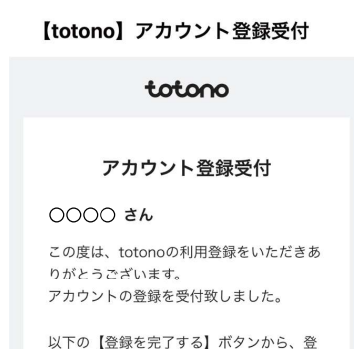 【totono】アカウント登録受付
totono
アカウント登録受付
〇〇〇〇 さん
この度は、totonoの利用登録をいただきあ
りがとうございます。
アカウントの登録を受付致しました。
以下の【登録を完了する】ボタンから、登